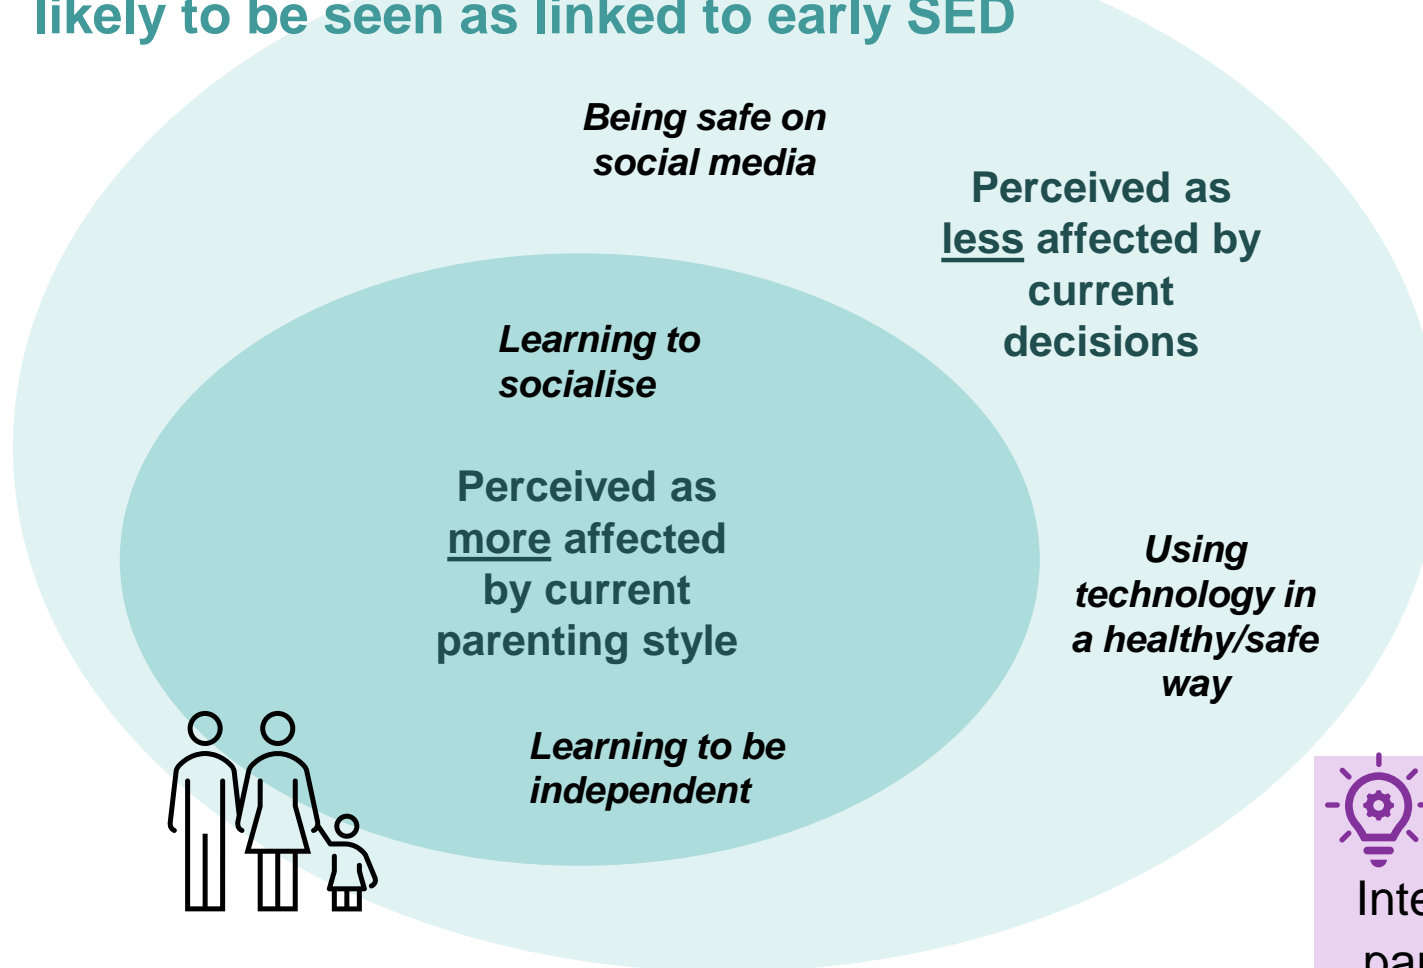 likely to be seen as linked to early SED
Being safe on
social media
Perceived as
less affected by
current
decisions
Learning to
socialise
Perceived as
more affected
by current
parenting style
Using
technology in
a healthy/safe
way
Learning to be
independent